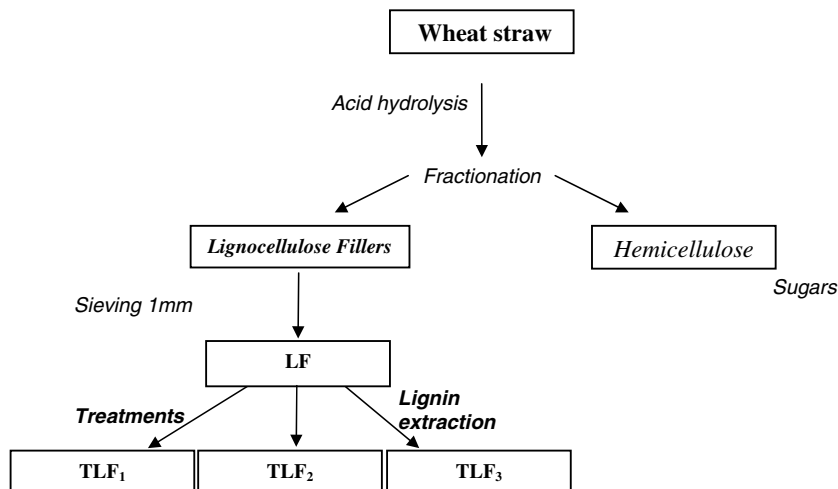 Wheat straw
Acid hydrolysis
Fractionation
Lignocellulose Fillers
Hemicellulose
Sugars
Sieving 1mm
LF
Treatments
Lignin
extraction
TLF₁
TLF₂
TLF₃